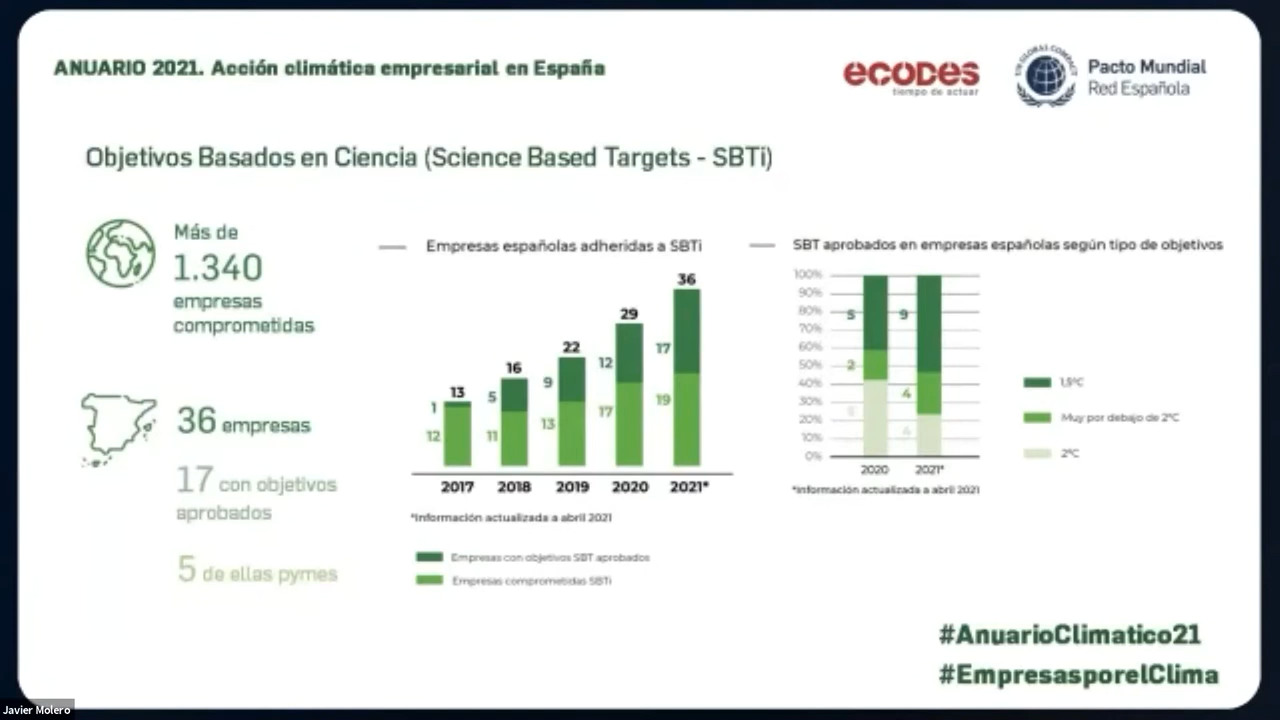 ANUARIO 2021. Acción climática empresarial en España
ecodes
tiempo de actuar
UN GLOBAL COMPACT
Pacto Mundial
Red Española
Objetivos Basados en Ciencia (Science Based Targets - SBTi)
Más de
1.340
empresas
comprometidas
36 empresas
17 con objetivos
aprobados
5 de ellas pymes
Empresas españolas adheridas a SBTi
36
29
22
16
13
17
12
9
5
1
19
17
13
11
12
2017 2018 2019 2020 2021*
*Información actualizada a abril 2021
Empresas con objetivos SBT aprobados
Empresas comprometidas SBTi
SBT aprobados en empresas españolas según tipo de objetivos
100%
90%
80%
70%
60%
50%
40%
30%
20%
10%
0%
5 9
2 4
2020 2021*
*Información actualizada a abril 2021
1,5ºC
Muy por debajo de 2ºC
2ºC
#AnuarioClimatico21
#EmpresasporelClima
Javier Molero